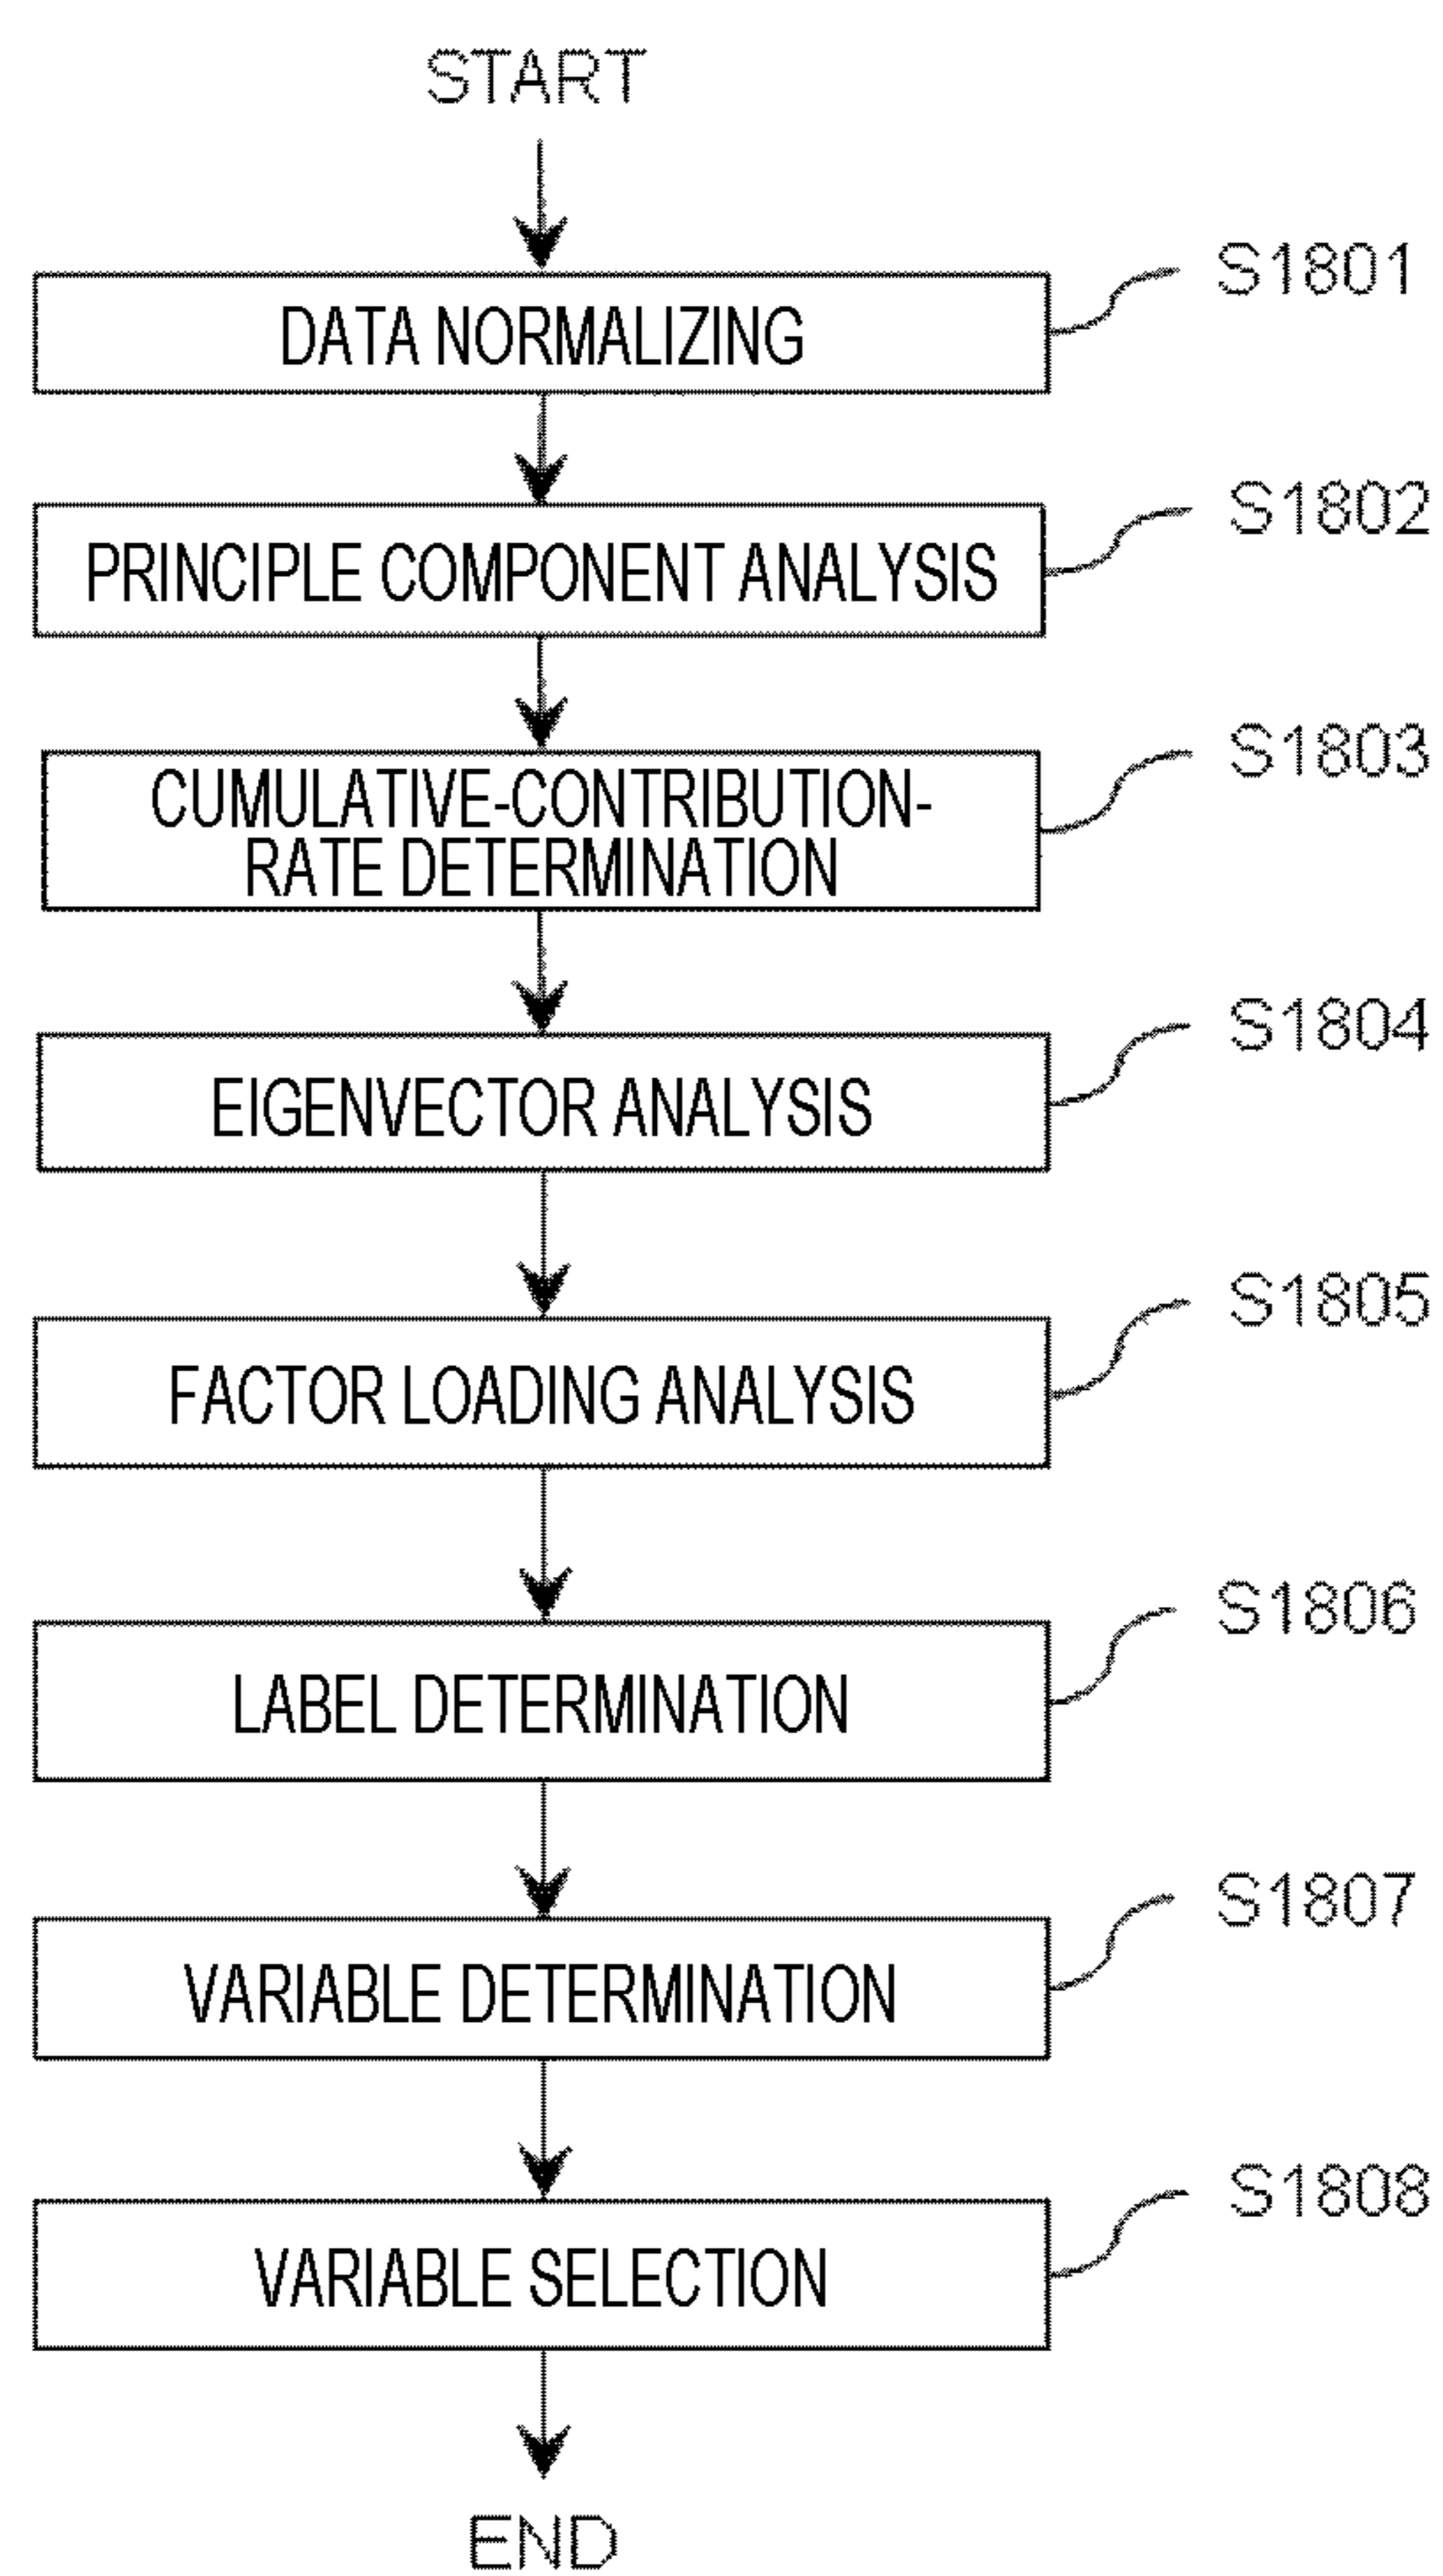 START
S1801
DATA NORMALIZING
S1802
PRINCIPLE COMPONENT ANALYSIS
S1803
CUMULATIVE-CONTRIBUTION-
RATE DETERMINATION
S1804
EIGENVECTOR ANALYSIS
S1805
FACTOR LOADING ANALYSIS
S1806
LABEL DETERMINATION
S1807
VARIABLE DETERMINATION
S1808
VARIABLE SELECTION
END